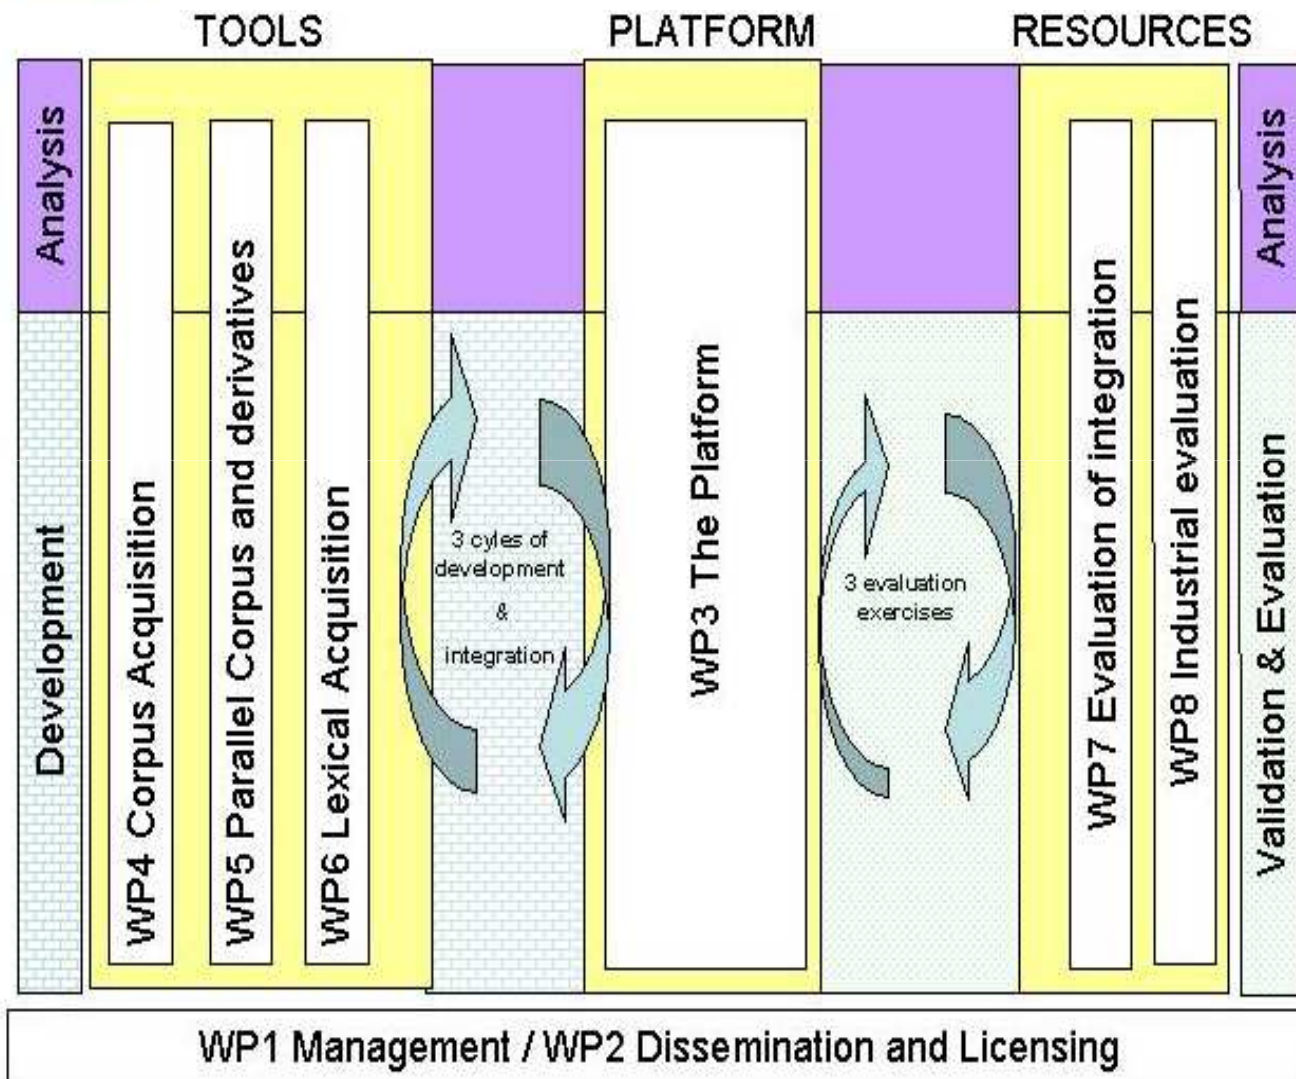 TOOLS
PLATFORM
RESOURCES
Analysis
Development
WP4 Corpus Acquisition
WP5 Parallel Corpus and derivatives
WP6 Lexical Acquisition
3 cyles of
development
&
integration
WP3 The Platform
3 evaluation
exercises
WP7 Evaluation of integration
WP8 Industrial evaluation
Analysis
Validation & Evaluation
WP1 Management / WP2 Dissemination and Licensing